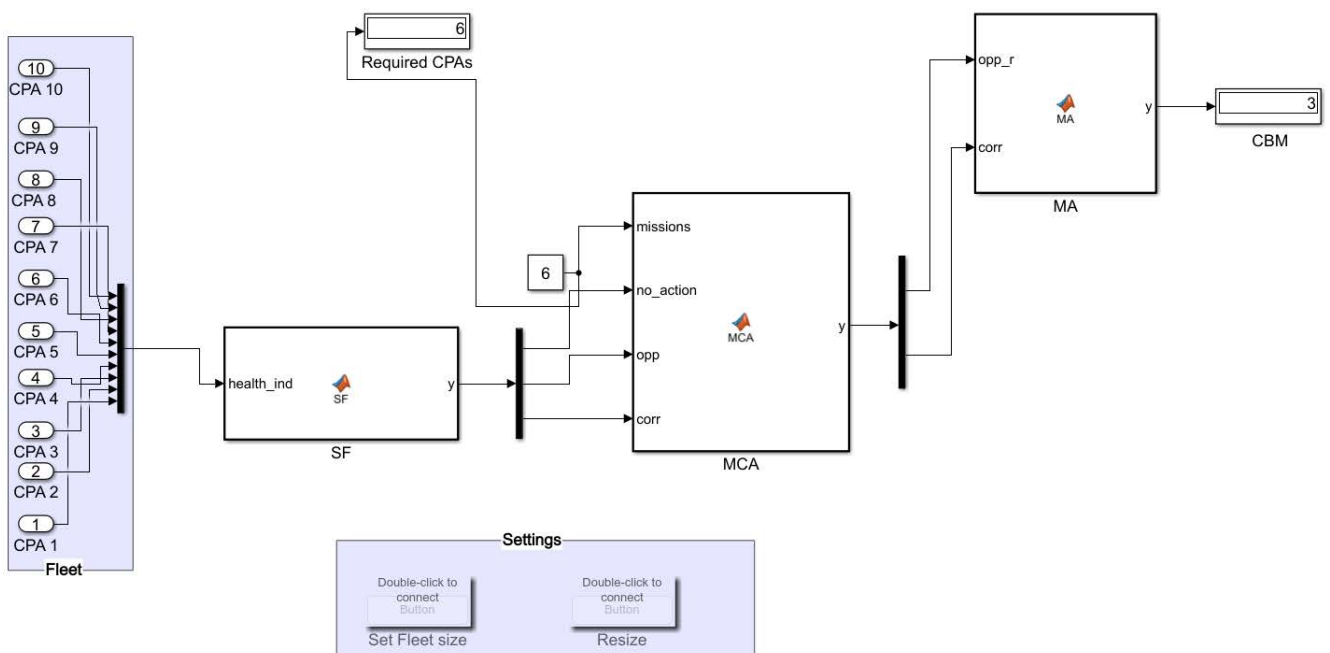 10
CPA 10
9
CPA 9
8
CPA 8
7
CPA 7
6
CPA 6
5
CPA 5
4
CPA 4
3
CPA 3
2
CPA 2
1
CPA 1
Fleet
6
Required CPAs
health_ind
SF
y
SF
6
missions
no_action
opp
corr
MCA
y
MCA
opp_r
corr
MA
y
MA
3
CBM
Settings
Double-click to
connect
Button
Set Fleet size
Double-click to
connect
Button
Resize